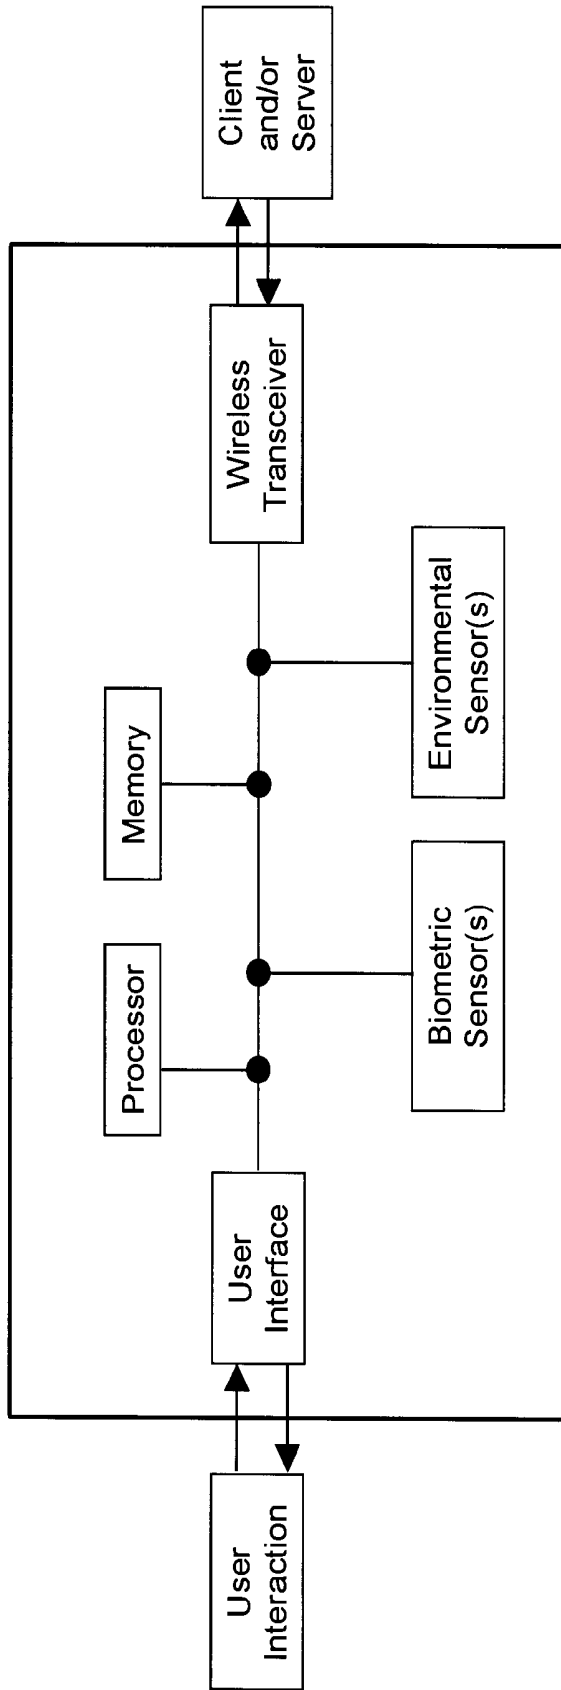 User
Interaction
User
Interface
Processor
Memory
Biometric
Sensor(s)
Environmental
Sensor(s)
Wireless
Transceiver
Client
and/or
Server